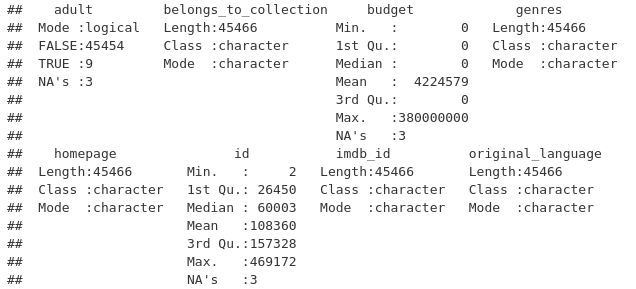 ##    adult         belongs_to_collection     budget             genres
##  Mode :logical   Length:45466          Min.   :        0   Length:45466
##  FALSE:45454     Class :character      1st Qu.:        0   Class :character
##  TRUE :9         Mode  :character      Median :        0   Mode  :character
##  NA's :3                               Mean   :  4224579
##                                        3rd Qu.:        0
##                                        Max.   :380000000
##                                        NA's   :3
##    homepage               id           imdb_id          original_language
##  Length:45466       Min.   :     2   Length:45466       Length:45466
##  Class :character   1st Qu.: 26450   Class :character   Class :character
##  Mode  :character   Median : 60003   Mode  :character   Mode  :character
##                     Mean   :108360
##                     3rd Qu.:157328
##                     Max.   :469172
##                     NA's   :3